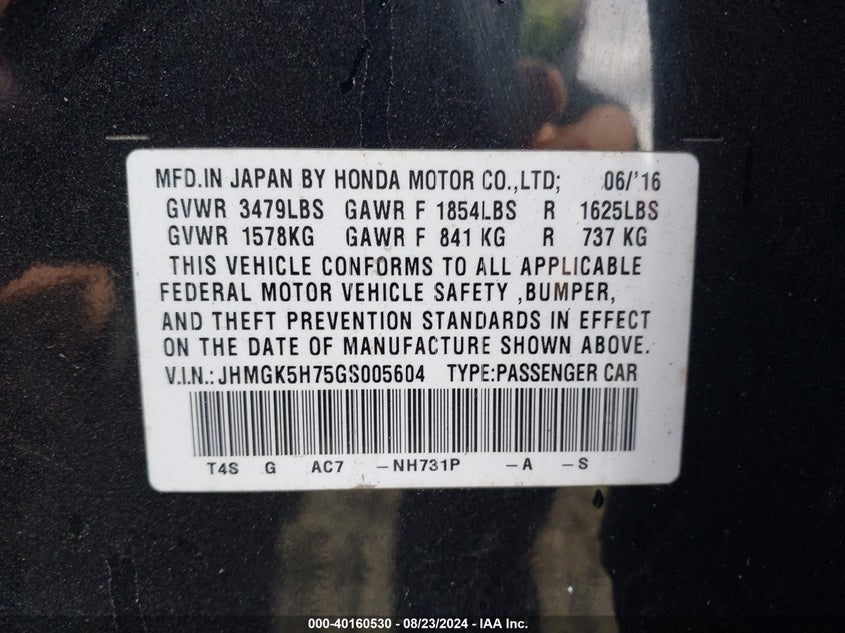 MFD.IN JAPAN BY HONDA MOTOR CO.,LTD; 06/'16
GVWR 3479LBS GAWR F 1854LBS R 1625LBS
GVWR 1578KG GAWR F 841 KG R 737 KG
THIS VEHICLE CONFORMS TO ALL APPLICABLE
FEDERAL MOTOR VEHICLE SAFETY ,BUMPER,
AND THEFT PREVENTION STANDARDS IN EFFECT
ON THE DATE OF MANUFACTURE SHOWN ABOVE.
V.I.N.: JHMGK5H75GS005604 TYPE:PASSENGER CAR
T4S G AC7 –NH731P –A –S
000-40160530 - 08/23/2024 - IAA Inc.